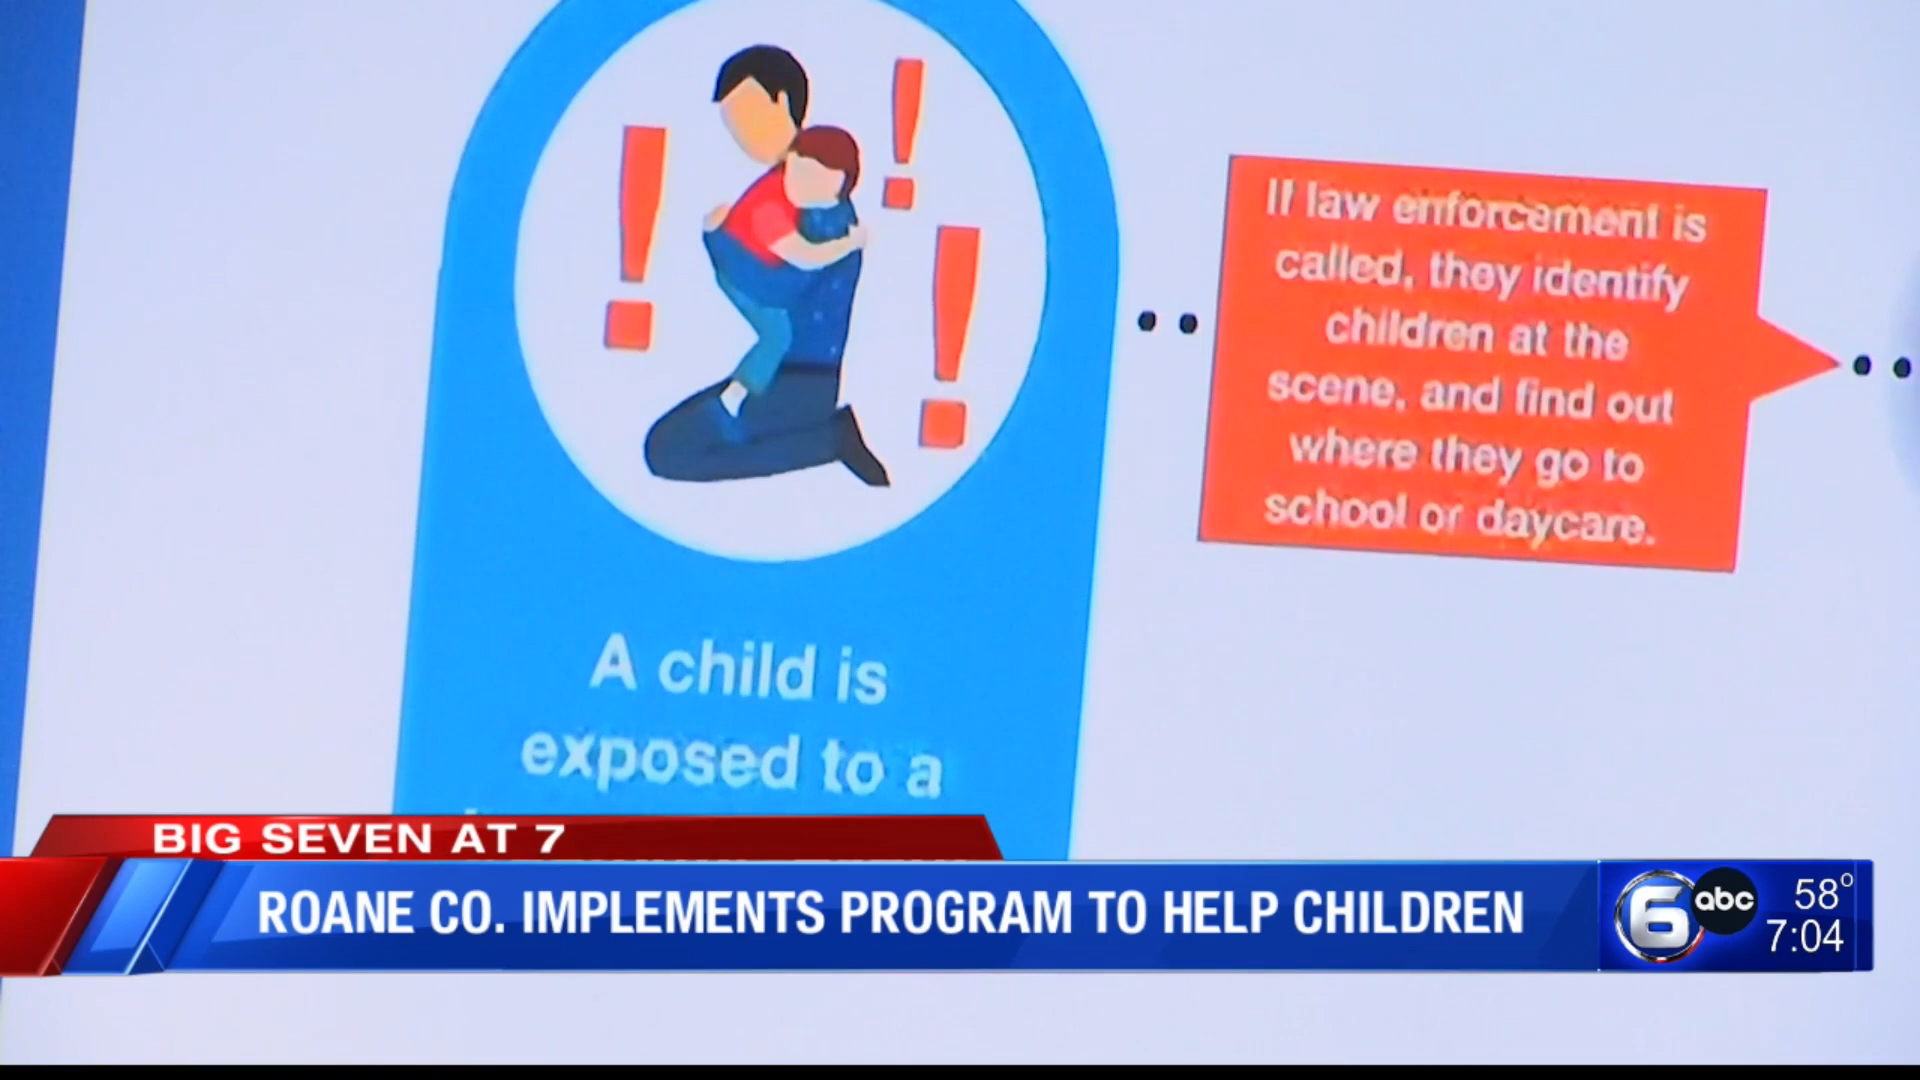 If law enforcement is
called, they identify
children at the
scene, and find out
where they go to
school or daycare.
A child is
exposed to a
BIG SEVEN AT 7
ROANE CO. IMPLEMENTS PROGRAM TO HELP CHILDREN
6 abc
58°
7:04